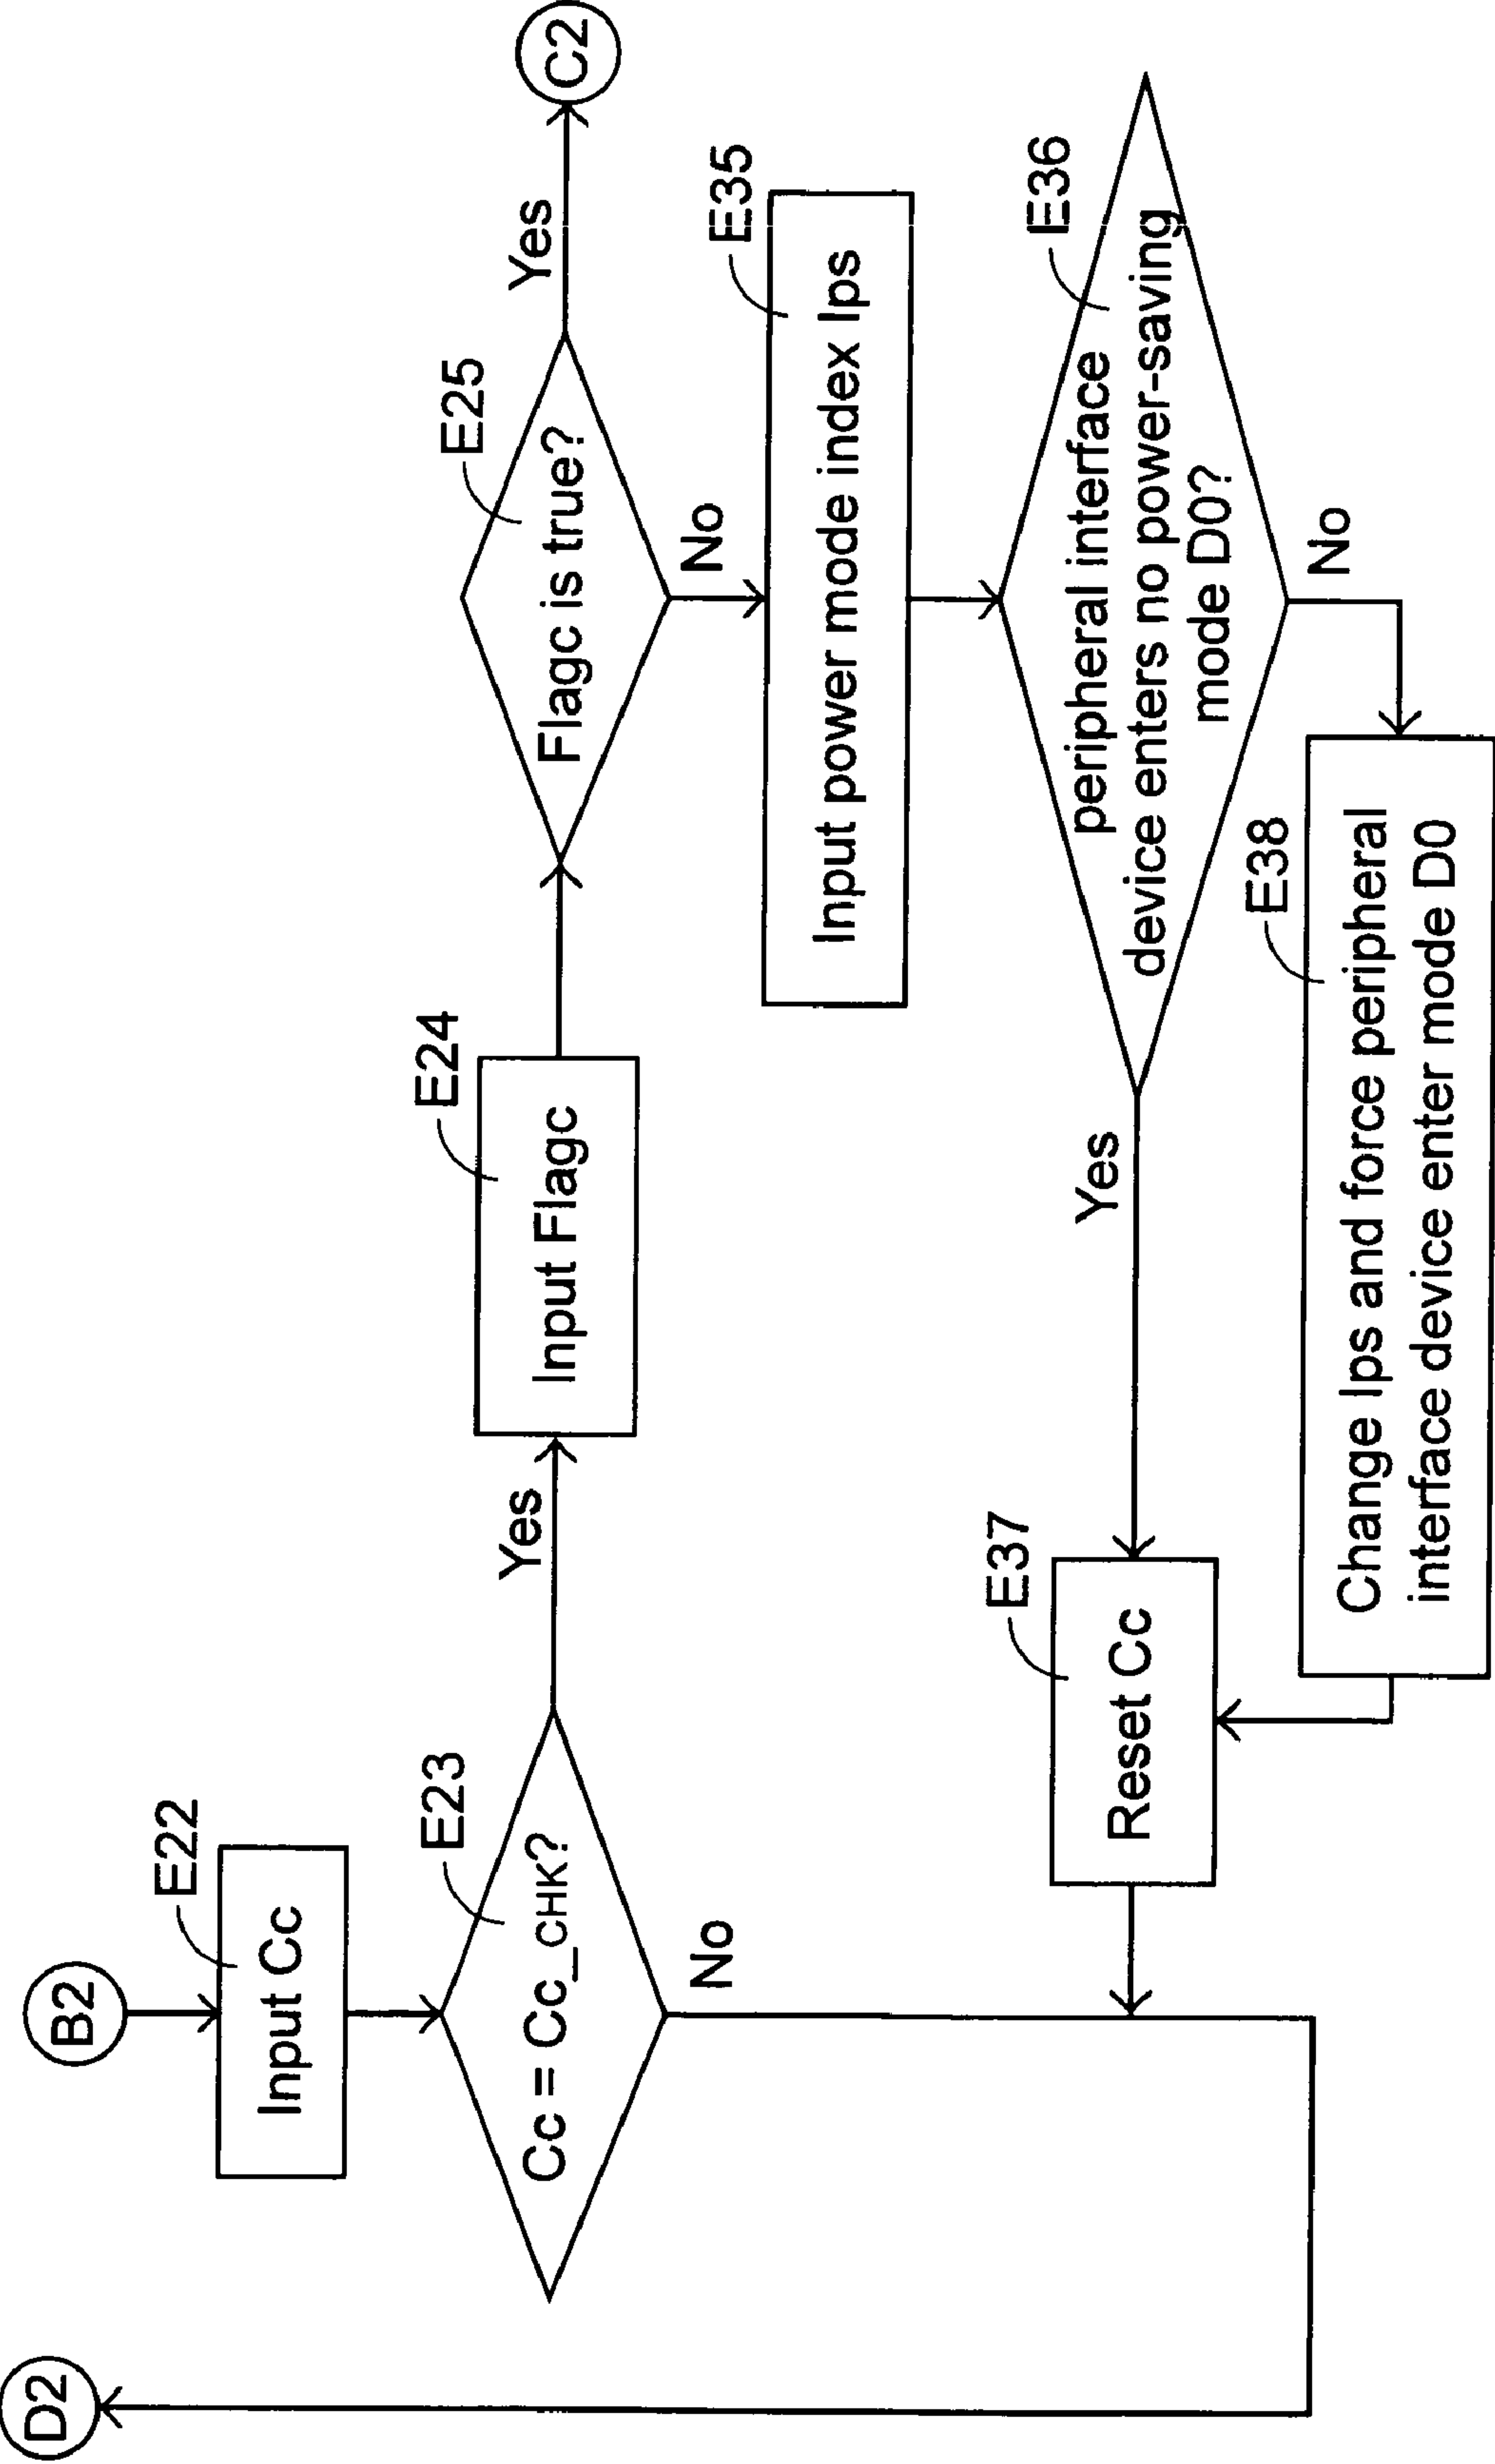 D2
B2
E22
Input Cc
E23
Cc = Cc_CHK?
Yes
No
E24
Input Flagc
E25
Flagc is true?
Yes
C2
No
E35
Input power mode index Ips
E36
peripheral interface
device enters no power-saving
mode D0?
Yes
No
E37
Reset Cc
E38
Change Ips and force peripheral
interface device enter mode D0